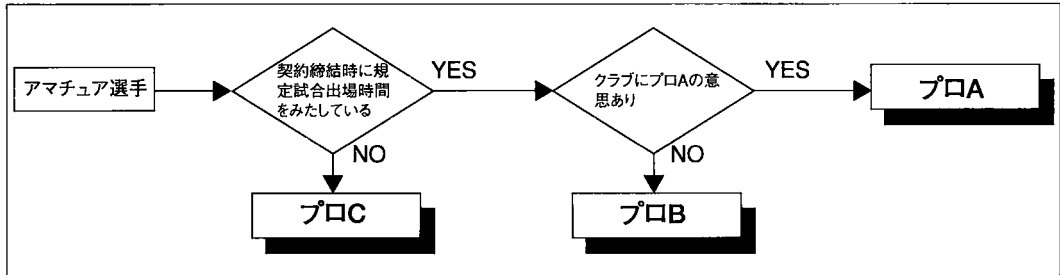 アマチュア選手
契約締結時に規
定試合出場時間
をみたしている
YES
NO
プロC
クラブにプロAの意
思あり
YES
NO
プロB
プロA